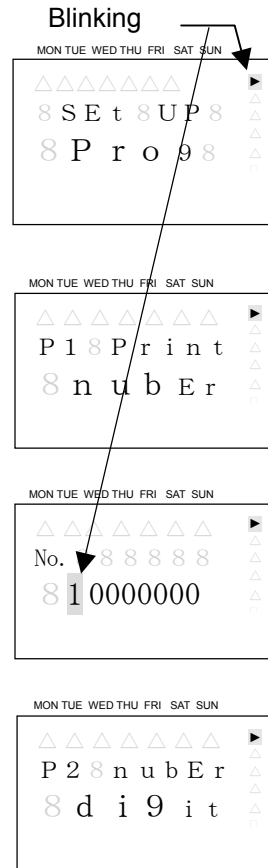 Blinking
MON TUE WED THU FRI SAT SUN
8SEt8UP8
8Pro98
MON TUE WED THU FRI SAT SUN
P18Print
8nubEr
MON TUE WED THU FRI SAT SUN
No. 88888
810000000
MON TUE WED THU FRI SAT SUN
P28nubEr
8di9it